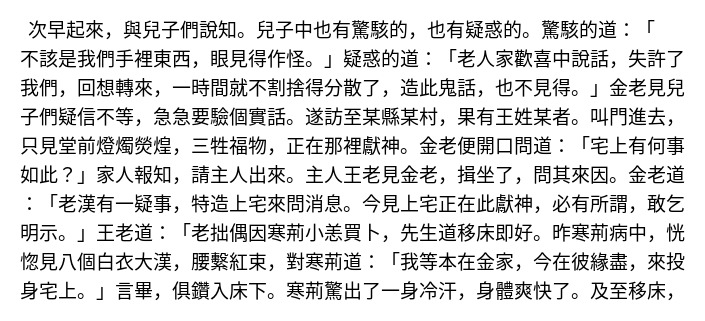 次早起來，與兒子們說知。兒子中也有驚駭的，也有疑惑的。驚駭的道：「
不該是我們手裡東西，眼見得作怪。」疑惑的道：「老人家歡喜中說話，失許了
我們，回想轉來，一時間就不割捨得分散了，造此鬼話，也不見得。」金老見兒
子們疑信不等，急急要驗個實話。遂訪至某縣某村，果有王姓某者。叫門進去，
只見堂前燈燭熒煌，三牲福物，正在那裡獻神。金老便開口問道：「宅上有何事
如此？」家人報知，請主人出來。主人王老見金老，揖坐了，問其來因。金老道
：「老漢有一疑事，特造上宅來問消息。今見上宅正在此獻神，必有所謂，敢乞
明示。」王老道：「老拙偶因寒荊小恙買卜，先生道移床即好。昨寒荊病中，恍
惚見八個白衣大漢，腰繫紅束，對寒荊道：「我等本在金家，今在彼緣盡，來投
身宅上。」言畢，俱鑽入床下。寒荊驚出了一身冷汗，身體爽快了。及至移床，